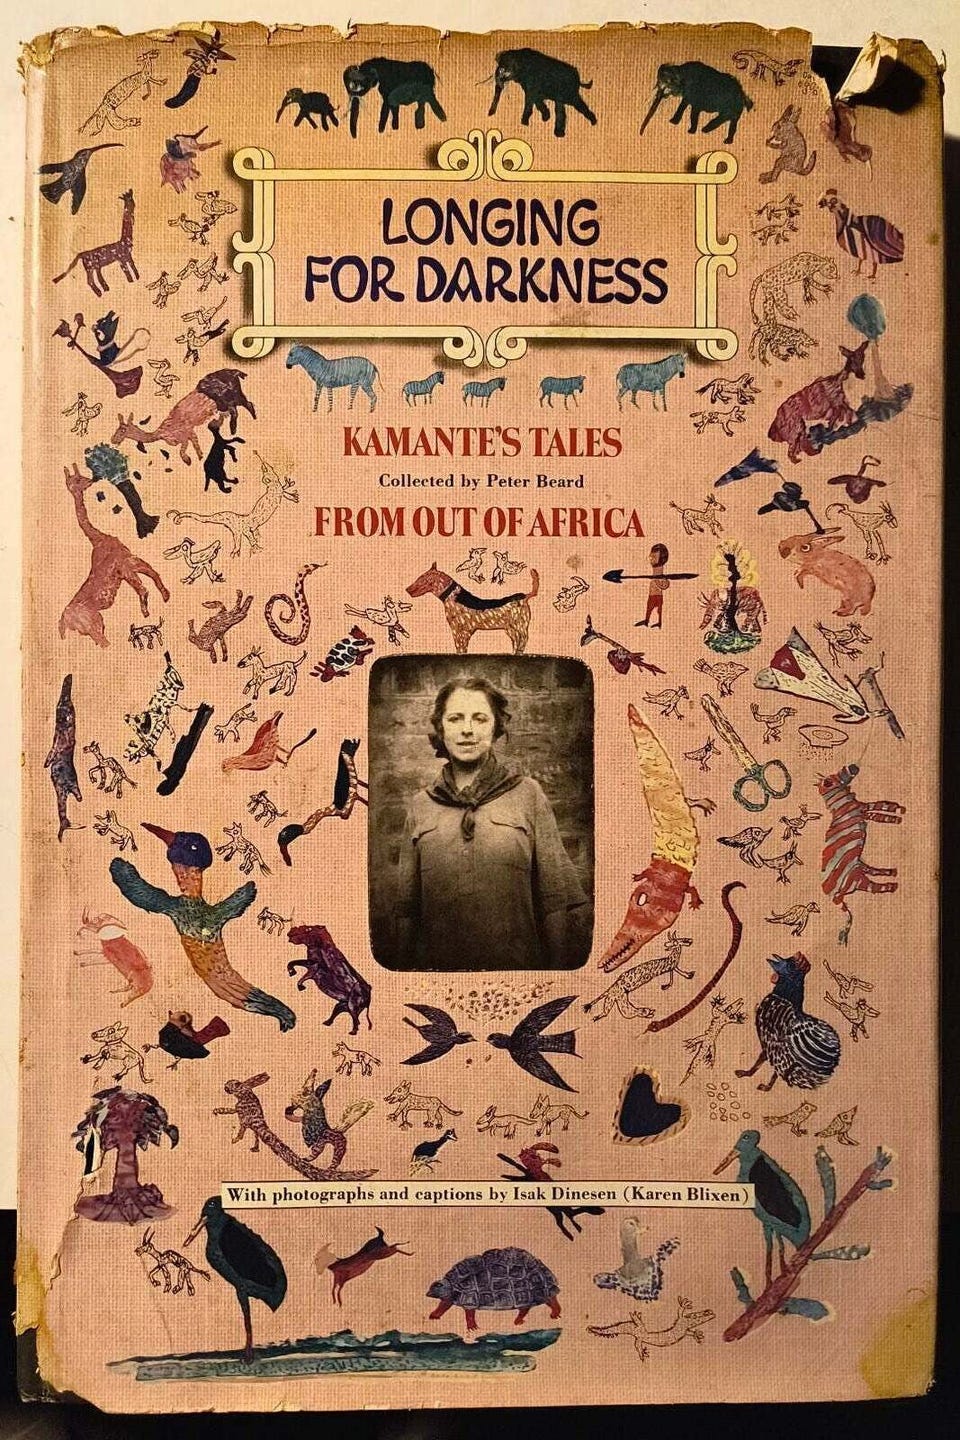 LONGING
FOR DARKNESS
KAMANTE'S TALES
Collected by Peter Beard
FROM OUT OF AFRICA
With photographs and captions by Isak Dinesen (Karen Blixen)